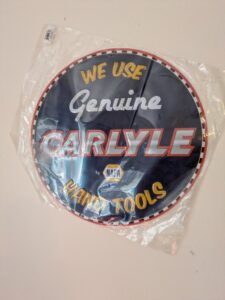 WE USE
Genuine
CARLYLE
NAPA
HAND TOOLS